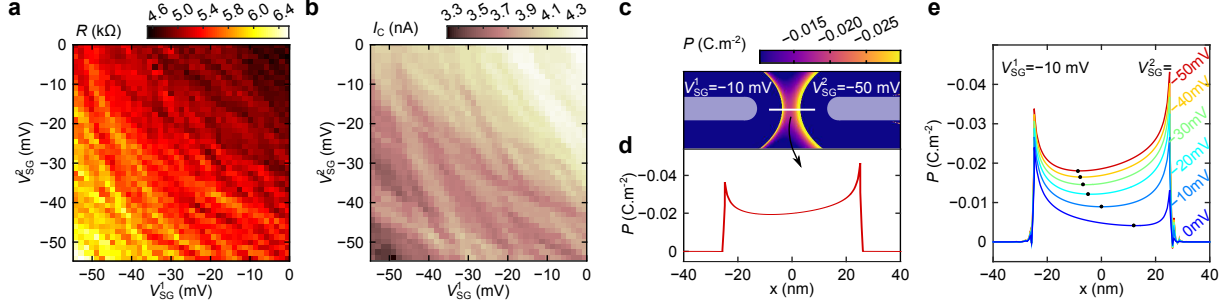 a
R (kΩ)
4.6 5.0 5.4 5.8 6.0 6.4
V²SG (mV)
0
−10
−20
−30
−40
−50
−50 −40 −30 −20 −10 0
V¹SG (mV)
b
IC (nA)
3.3 3.5 3.7 3.9 4.1 4.3
V²SG (mV)
0
−10
−20
−30
−40
−50
−50 −40 −30 −20 −10 0
V¹SG (mV)
c
P (C.m⁻²)
−0.015 −0.020 −0.025
V¹SG=−10 mV
V²SG=−50 mV
d
P (C.m⁻²)
−0.04
−0.02
0
−40 −20 0 20 40
x (nm)
e
P (C.m⁻²)
−0.04
−0.03
−0.02
−0.01
0.00
V¹SG=−10 mV
V²SG=
−50mV
−40mV
−30mV
−20mV
−10mV
0mV
−40 −20 0 20 40
x (nm)